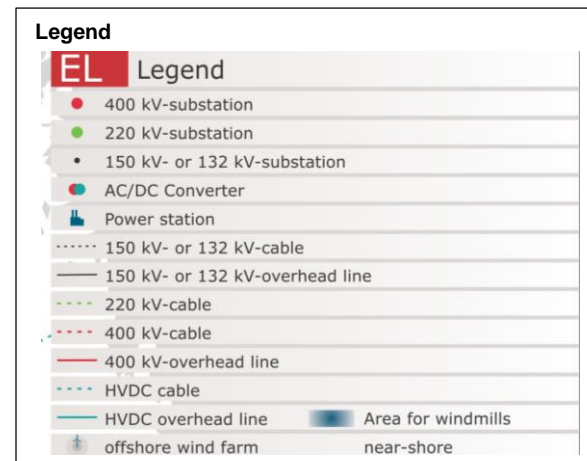 Legend
EL Legend
400 kV-substation
220 kV-substation
150 kV- or 132 kV-substation
AC/DC Converter
Power station
150 kV- or 132 kV-cable
150 kV- or 132 kV-overhead line
220 kV-cable
400 kV-cable
400 kV-overhead line
HVDC cable
HVDC overhead line Area for windmills
offshore wind farm near-shore